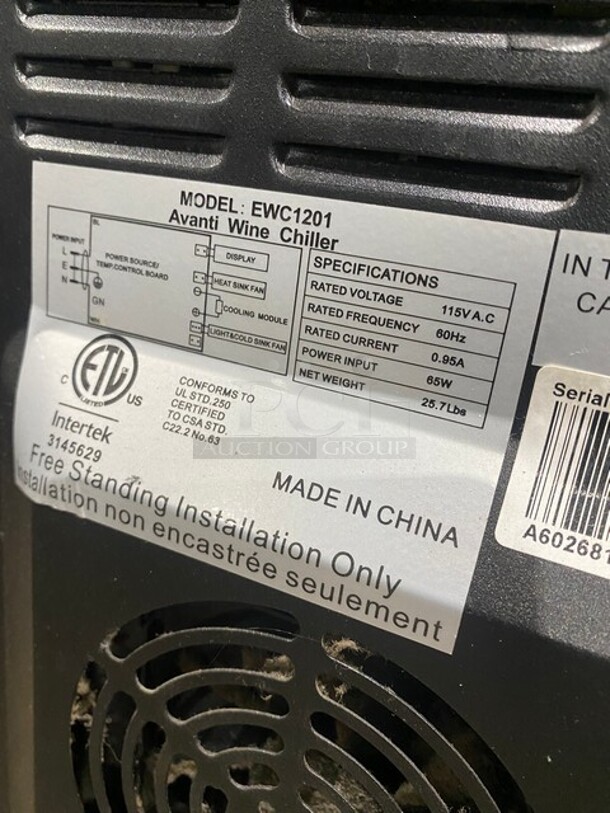 MODEL: EWC1201
Avanti Wine Chiller
POWER INPUT
L
E
N
BL
POWER SOURCE/
TEMP.CONTROL BOARD
GN
DISPLAY
HEAT SINK FAN
COOLING MODULE
LIGHT&COLD SINK FAN
SPECIFICATIONS
RATED VOLTAGE 115V A.C
RATED FREQUENCY 60Hz
RATED CURRENT 0.95A
POWER INPUT 65W
NET WEIGHT 25.7Lbs
ETL
LISTED
C US
Intertek
3145629
CONFORMS TO
UL STD.250
CERTIFIED
TO CSA STD.
C22.2 No.63
MADE IN CHINA
Free Standing Installation Only
Installation non encastrée seulement
IN T
CA
Serial
A602681
PCI
AUCTION GROUP